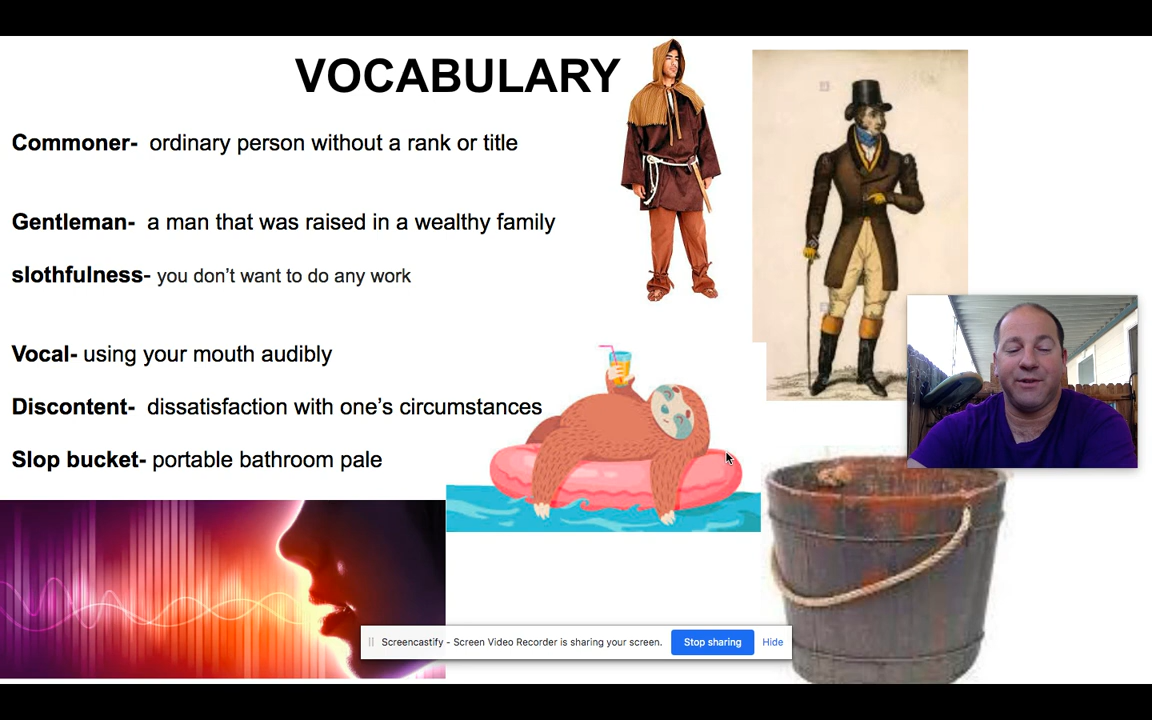 VOCABULARY
Commoner- ordinary person without a rank or title
Gentleman- a man that was raised in a wealthy family
slothfulness- you don’t want to do any work
Vocal- using your mouth audibly
Discontent- dissatisfaction with one’s circumstances
Slop bucket- portable bathroom pale
Screencastify - Screen Video Recorder is sharing your screen. Stop sharing Hide